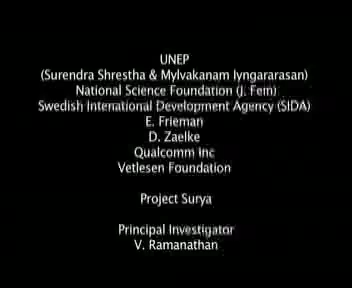 UNEP
(Surendra Shrestha & Mylvakanam Iyngararasan)
National Science Foundation (J. Fein)
Swedish International Development Agency (SIDA)
E. Frieman
D. Zaelke
Qualcomm Inc
Vetlesen Foundation
Project Surya
Principal Investigator
V. Ramanathan